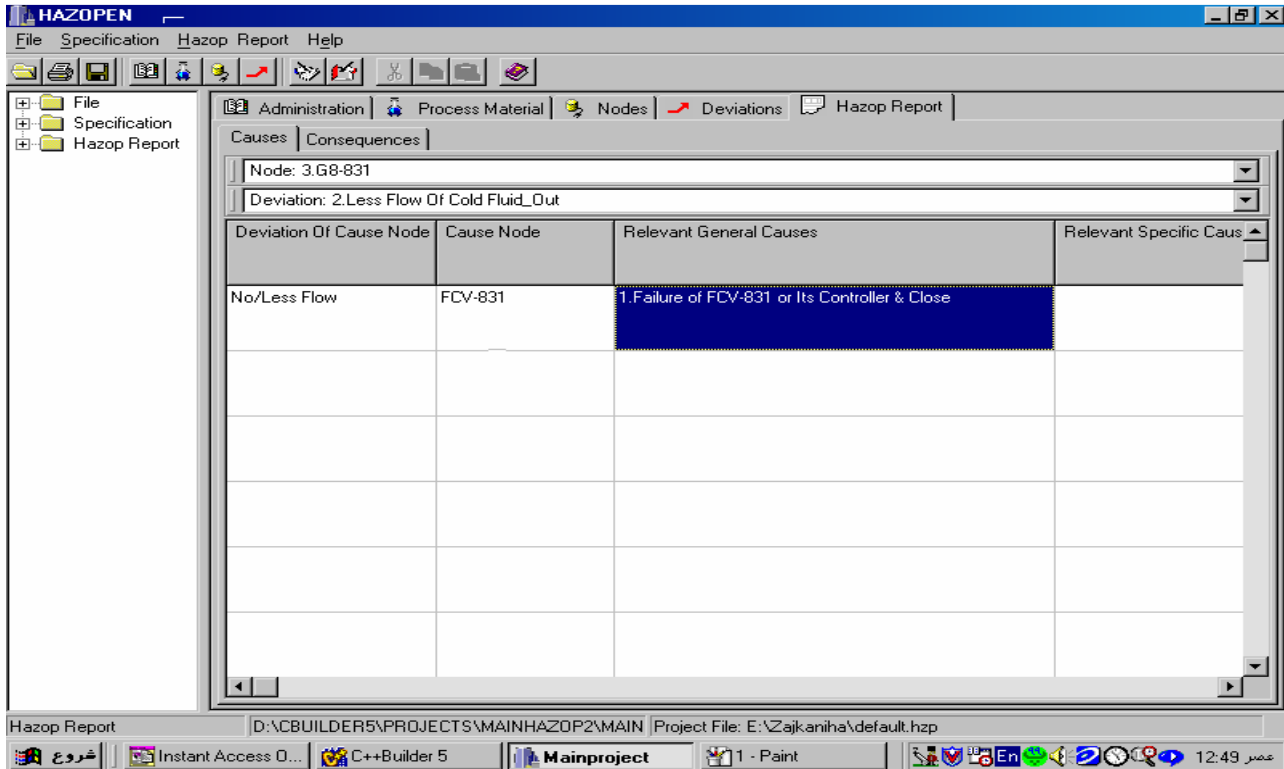 HAZOPEN
File Specification Hazop Report Help
File
Specification
Hazop Report
Administration Process Material Nodes Deviations Hazop Report
Causes Consequences
Node: 3.G8-831
Deviation: 2.Less Flow Of Cold Fluid_Out
Deviation Of Cause Node Cause Node Relevant General Causes Relevant Specific Caus
No/Less Flow FCV-831 1.Failure of FCV-831 or Its Controller & Close
Hazop Report D:\CBUILDER5\PROJECTS\MAINHAZOP2\MAIN Project File: E:\Zajkaniha\default.hzp
شروع Instant Access O... C++Builder 5 Mainproject 1 - Paint En 12:49 عصر